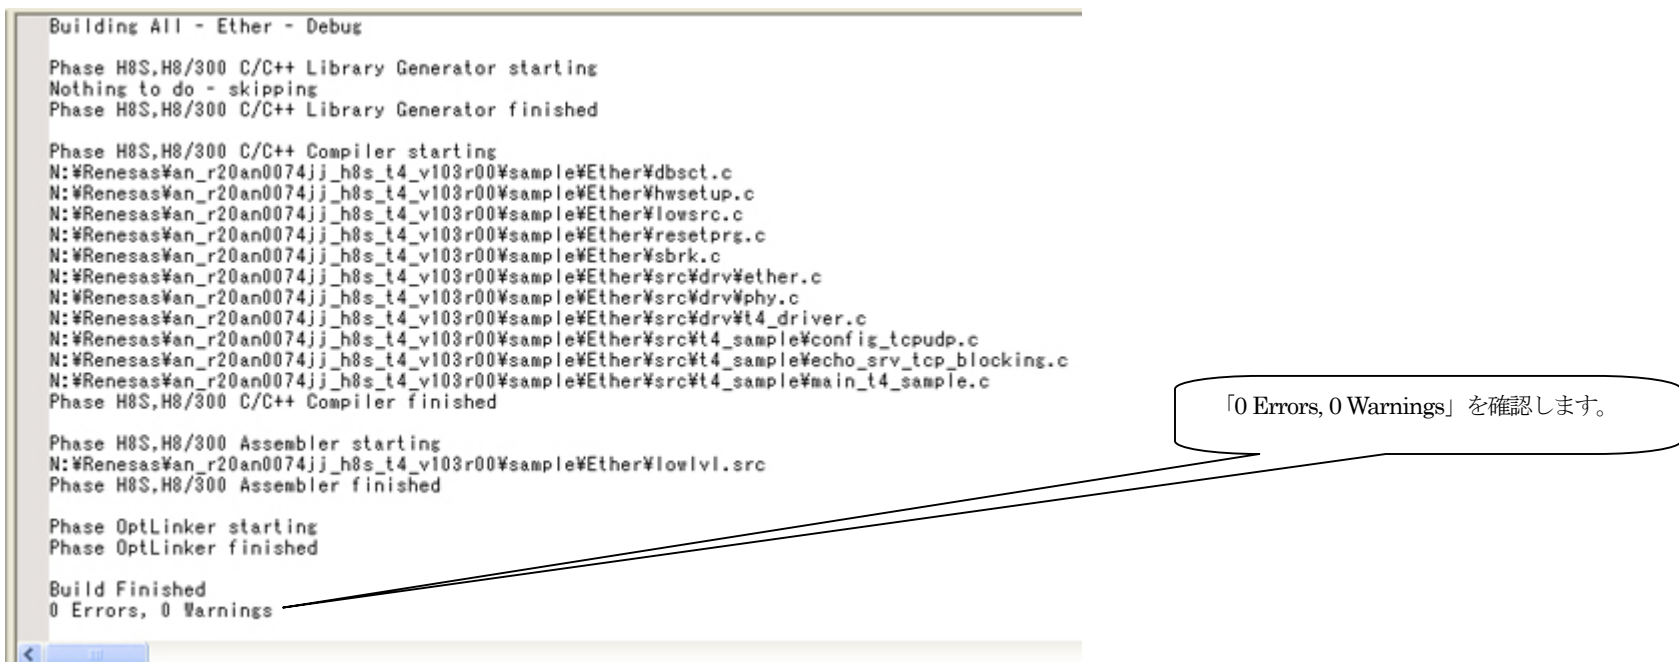 Building All - Ether - Debug
Phase H8S,H8/300 C/C++ Library Generator starting
Nothing to do - skipping
Phase H8S,H8/300 C/C++ Library Generator finished
Phase H8S,H8/300 C/C++ Compiler starting
N:¥Renesas¥an_r20an0074jj_h8s_t4_v103r00¥sample¥Ether¥dbsct.c
N:¥Renesas¥an_r20an0074jj_h8s_t4_v103r00¥sample¥Ether¥hwsetup.c
N:¥Renesas¥an_r20an0074jj_h8s_t4_v103r00¥sample¥Ether¥lowsrc.c
N:¥Renesas¥an_r20an0074jj_h8s_t4_v103r00¥sample¥Ether¥resetprg.c
N:¥Renesas¥an_r20an0074jj_h8s_t4_v103r00¥sample¥Ether¥sbrk.c
N:¥Renesas¥an_r20an0074jj_h8s_t4_v103r00¥sample¥Ether¥src¥drv¥ether.c
N:¥Renesas¥an_r20an0074jj_h8s_t4_v103r00¥sample¥Ether¥src¥drv¥phy.c
N:¥Renesas¥an_r20an0074jj_h8s_t4_v103r00¥sample¥Ether¥src¥drv¥t4_driver.c
N:¥Renesas¥an_r20an0074jj_h8s_t4_v103r00¥sample¥Ether¥src¥t4_sample¥config_tcpudp.c
N:¥Renesas¥an_r20an0074jj_h8s_t4_v103r00¥sample¥Ether¥src¥t4_sample¥echo_srv_tcp_blocking.c
N:¥Renesas¥an_r20an0074jj_h8s_t4_v103r00¥sample¥Ether¥src¥t4_sample¥main_t4_sample.c
Phase H8S,H8/300 C/C++ Compiler finished
「0 Errors, 0 Warnings」を確認します。
Phase H8S,H8/300 Assembler starting
N:¥Renesas¥an_r20an0074jj_h8s_t4_v103r00¥sample¥Ether¥lowlvl.src
Phase H8S,H8/300 Assembler finished
Phase OptLinker starting
Phase OptLinker finished
Build Finished
0 Errors, 0 Warnings